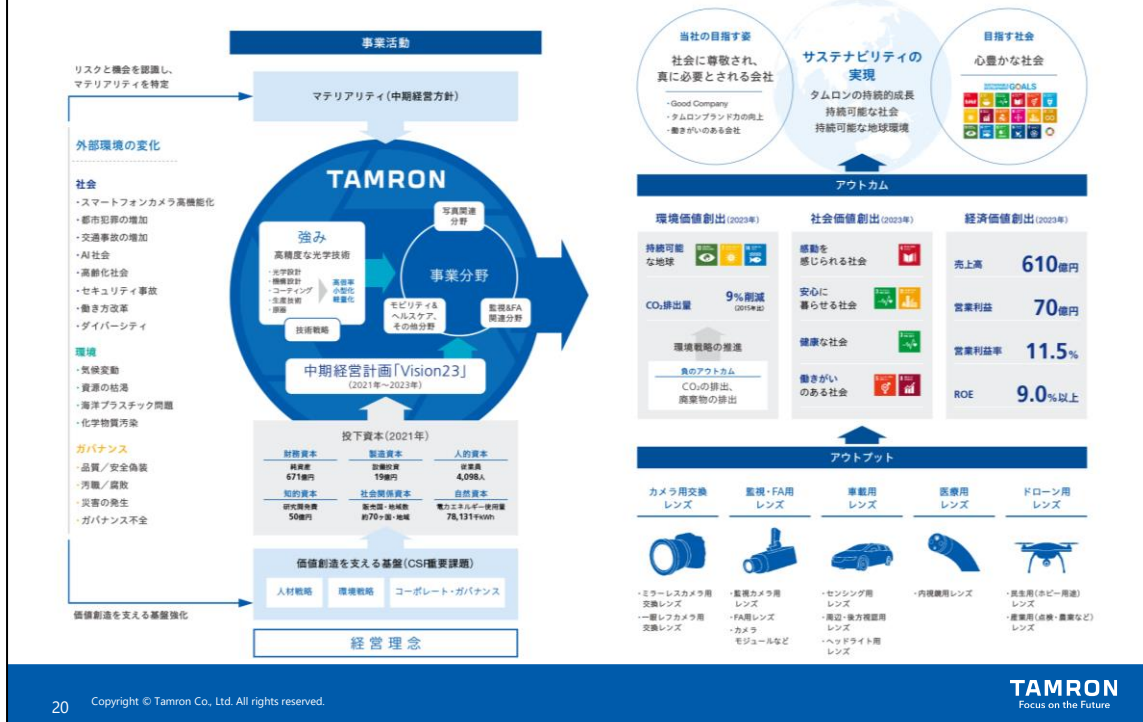 事業活動
リスクと機会を認識し、
マテリアリティを特定
マテリアリティ(中期経営方針)
外部環境の変化
社会
・スマートフォンカメラ高機能化
・都市犯罪の増加
・交通事故の増加
・AI社会
・高齢化社会
・セキュリティ事故
・働き方改革
・ダイバーシティ
環境
・気候変動
・資源の枯渇
・海洋プラスチック問題
・化学物質汚染
ガバナンス
・品質／安全偽装
・汚職／腐敗
・災害の発生
・ガバナンス不全
価値創造を支える基盤強化
TAMRON
強み
高精度な光学技術
・光学設計
・機構設計
・コーティング
・生産技術
・原器
高倍率
小型化
軽量化
技術戦略
写真関連
分野
事業分野
モビリティ&
ヘルスケア、
その他分野
監視&FA
関連分野
中期経営計画「Vision23」
(2021年～2023年)
投下資本(2021年)
財務資本
純資産
671億円
製造資本
設備投資
19億円
人的資本
従業員
4,098人
知的資本
研究開発費
50億円
社会関係資本
販売国・地域数
約70ヶ国・地域
自然資本
電力エネルギー使用量
78,131千kWh
価値創造を支える基盤(CSR重要課題)
人材戦略
環境戦略
コーポレート・ガバナンス
経営理念
当社の目指す姿
社会に尊敬され、
真に必要とされる会社
・Good Company
・タムロンブランド力の向上
・働きがいのある会社
サステナビリティの
実現
タムロンの持続的成長
持続可能な社会
持続可能な地球環境
目指す社会
心豊かな社会
GOALS
アウトカム
環境価値創出(2023年)
持続可能
な地球
CO₂排出量
9%削減
(2015年比)
環境戦略の推進
負のアウトカム
CO₂の排出、
廃棄物の排出
社会価値創出(2023年)
感動を
感じられる社会
安心に
暮らせる社会
健康な社会
働きがい
のある社会
経済価値創出(2023年)
売上高 610億円
営業利益 70億円
営業利益率 11.5%
ROE 9.0%以上
アウトプット
カメラ用交換
レンズ
・ミラーレスカメラ用
交換レンズ
・一眼レフカメラ用
交換レンズ
監視・FA用
レンズ
・監視カメラ用
レンズ
・FA用レンズ
・カメラ
モジュールなど
車載用
レンズ
・センシング用
レンズ
・周辺・後方視認用
レンズ
・ヘッドライト用
レンズ
医療用
レンズ
・内視鏡用レンズ
ドローン用
レンズ
・民生用(ホビー用途)
レンズ
・産業用(点検・農業など)
レンズ
20
Copyright © Tamron Co., Ltd. All rights reserved.
TAMRON
Focus on the Future